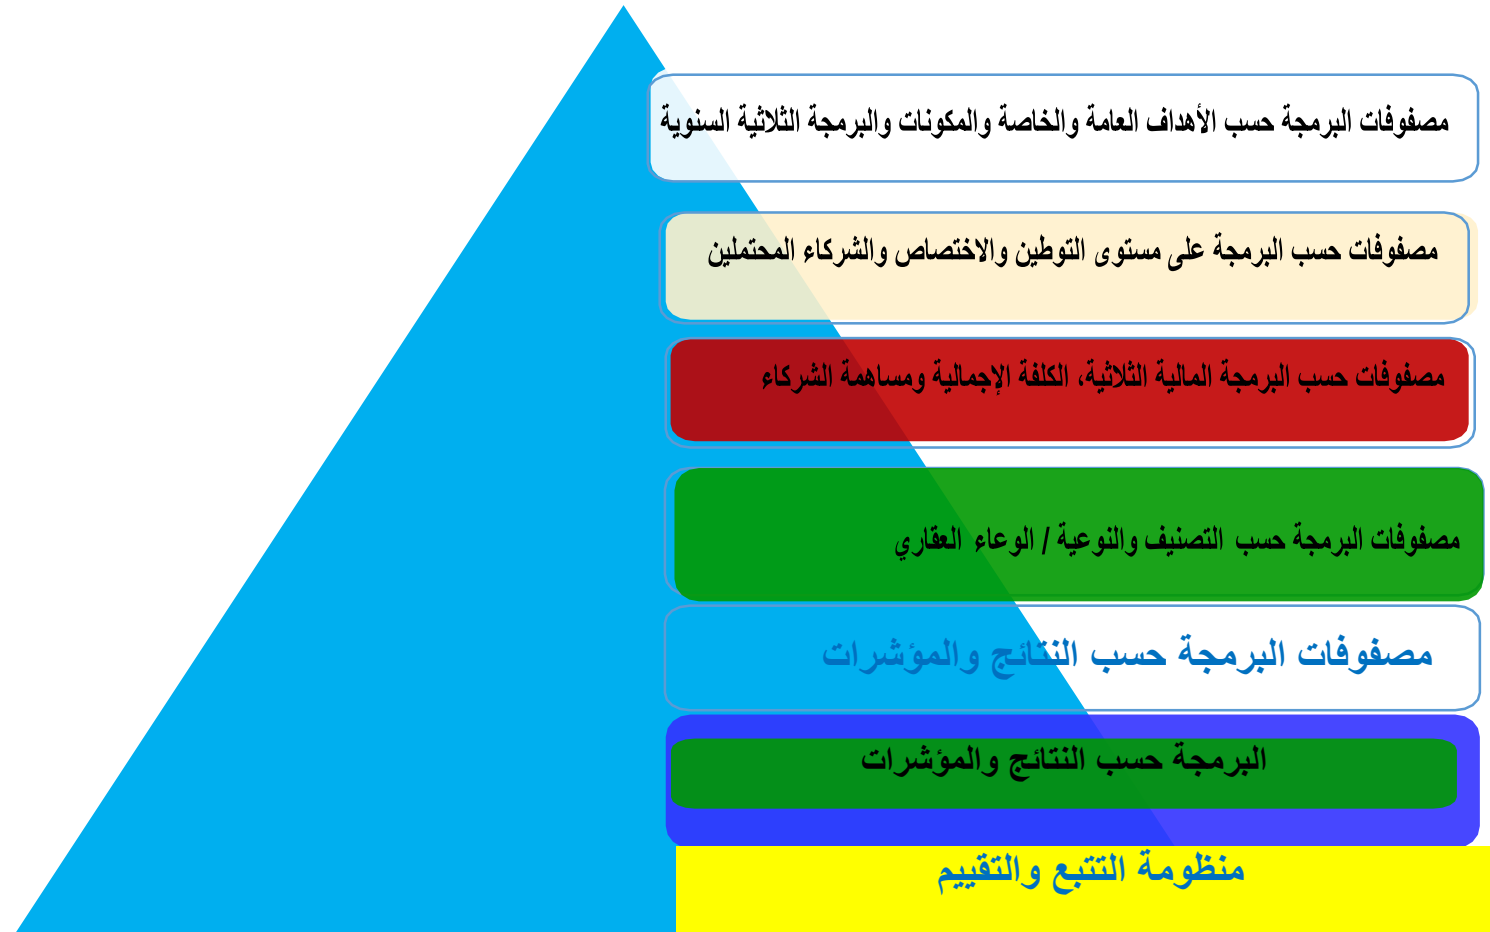 مصفوفات البرمجة حسب الأهداف العامة والخاصة والمكونات والبرمجة الثلاثية السنوية
مصفوفات حسب البرمجة على مستوى التوطين والاختصاص والشركاء المحتملين
مصفوفات حسب البرمجة المالية الثلاثية، الكلفة الإجمالية ومساهمة الشركاء
مصفوفات البرمجة حسب التصنيف والنوعية / الوعاء العقاري
مصفوفات البرمجة حسب النتائج والمؤشرات
البرمجة حسب النتائج والمؤشرات
منظومة التتبع والتقييم